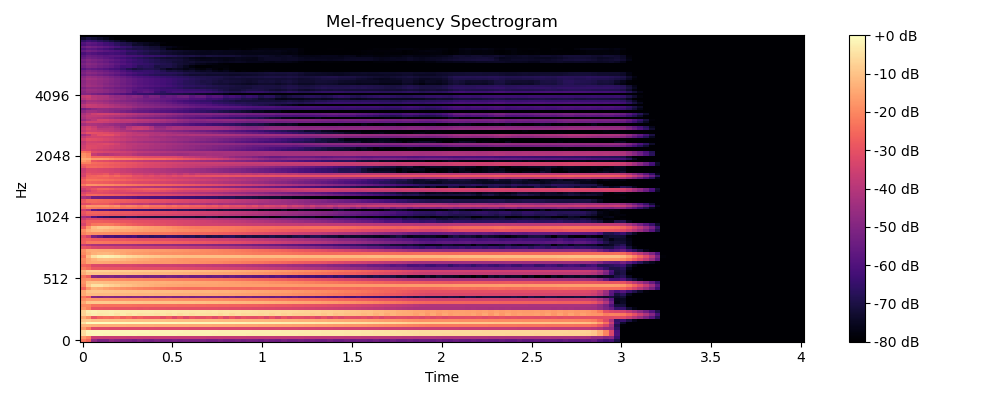 Mel-frequency Spectrogram
Hz
4096
2048
1024
512
0
0
0.5
1
1.5
2
2.5
3
3.5
4
Time
+0 dB
-10 dB
-20 dB
-30 dB
-40 dB
-50 dB
-60 dB
-70 dB
-80 dB